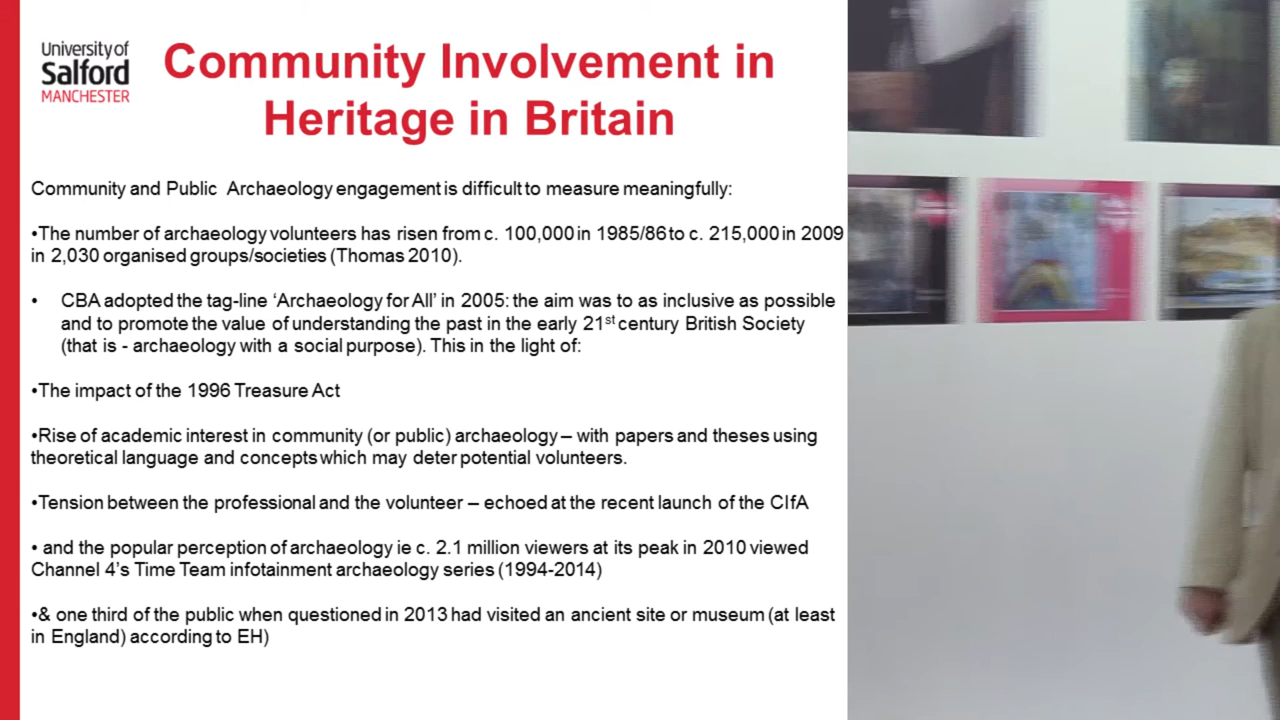 University of
Salford
MANCHESTER
Community Involvement in
Heritage in Britain
Community and Public Archaeology engagement is difficult to measure meaningfully:
•The number of archaeology volunteers has risen from c. 100,000 in 1985/86 to c. 215,000 in 2009
in 2,030 organised groups/societies (Thomas 2010).
• CBA adopted the tag-line ‘Archaeology for All’ in 2005: the aim was to as inclusive as possible
and to promote the value of understanding the past in the early 21st century British Society
(that is - archaeology with a social purpose). This in the light of:
•The impact of the 1996 Treasure Act
•Rise of academic interest in community (or public) archaeology – with papers and theses using
theoretical language and concepts which may deter potential volunteers.
•Tension between the professional and the volunteer – echoed at the recent launch of the CIfA
• and the popular perception of archaeology ie c. 2.1 million viewers at its peak in 2010 viewed
Channel 4’s Time Team infotainment archaeology series (1994-2014)
•& one third of the public when questioned in 2013 had visited an ancient site or museum (at least
in England) according to EH)